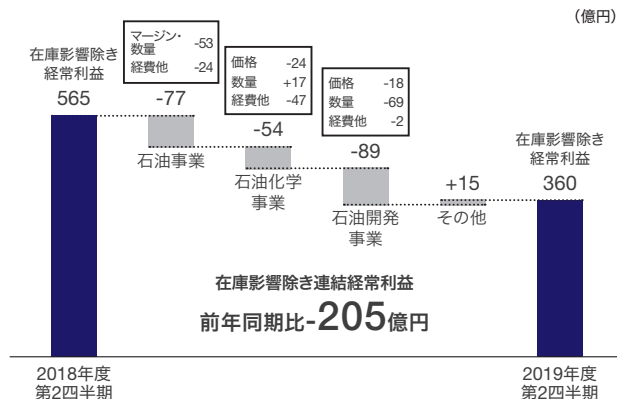 (億円)
在庫影響除き
経常利益
565
マージン・
数量 -53
経費他 -24
-77
石油事業
価格 -24
数量 +17
経費他 -47
-54
石油化学
事業
価格 -18
数量 -69
経費他 -2
-89
石油開発
事業
+15
その他
在庫影響除き
経常利益
360
在庫影響除き連結経常利益
前年同期比-205億円
2018年度
第2四半期
2019年度
第2四半期